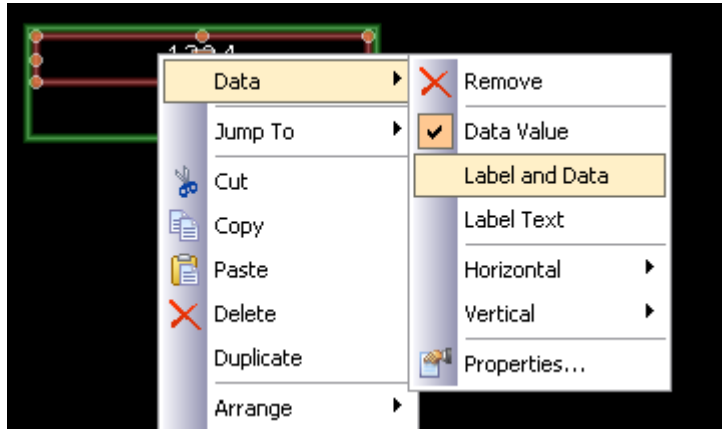 Data
Jump To
Cut
Copy
Paste
Delete
Duplicate
Arrange
Remove
Data Value
Label and Data
Label Text
Horizontal
Vertical
Properties...